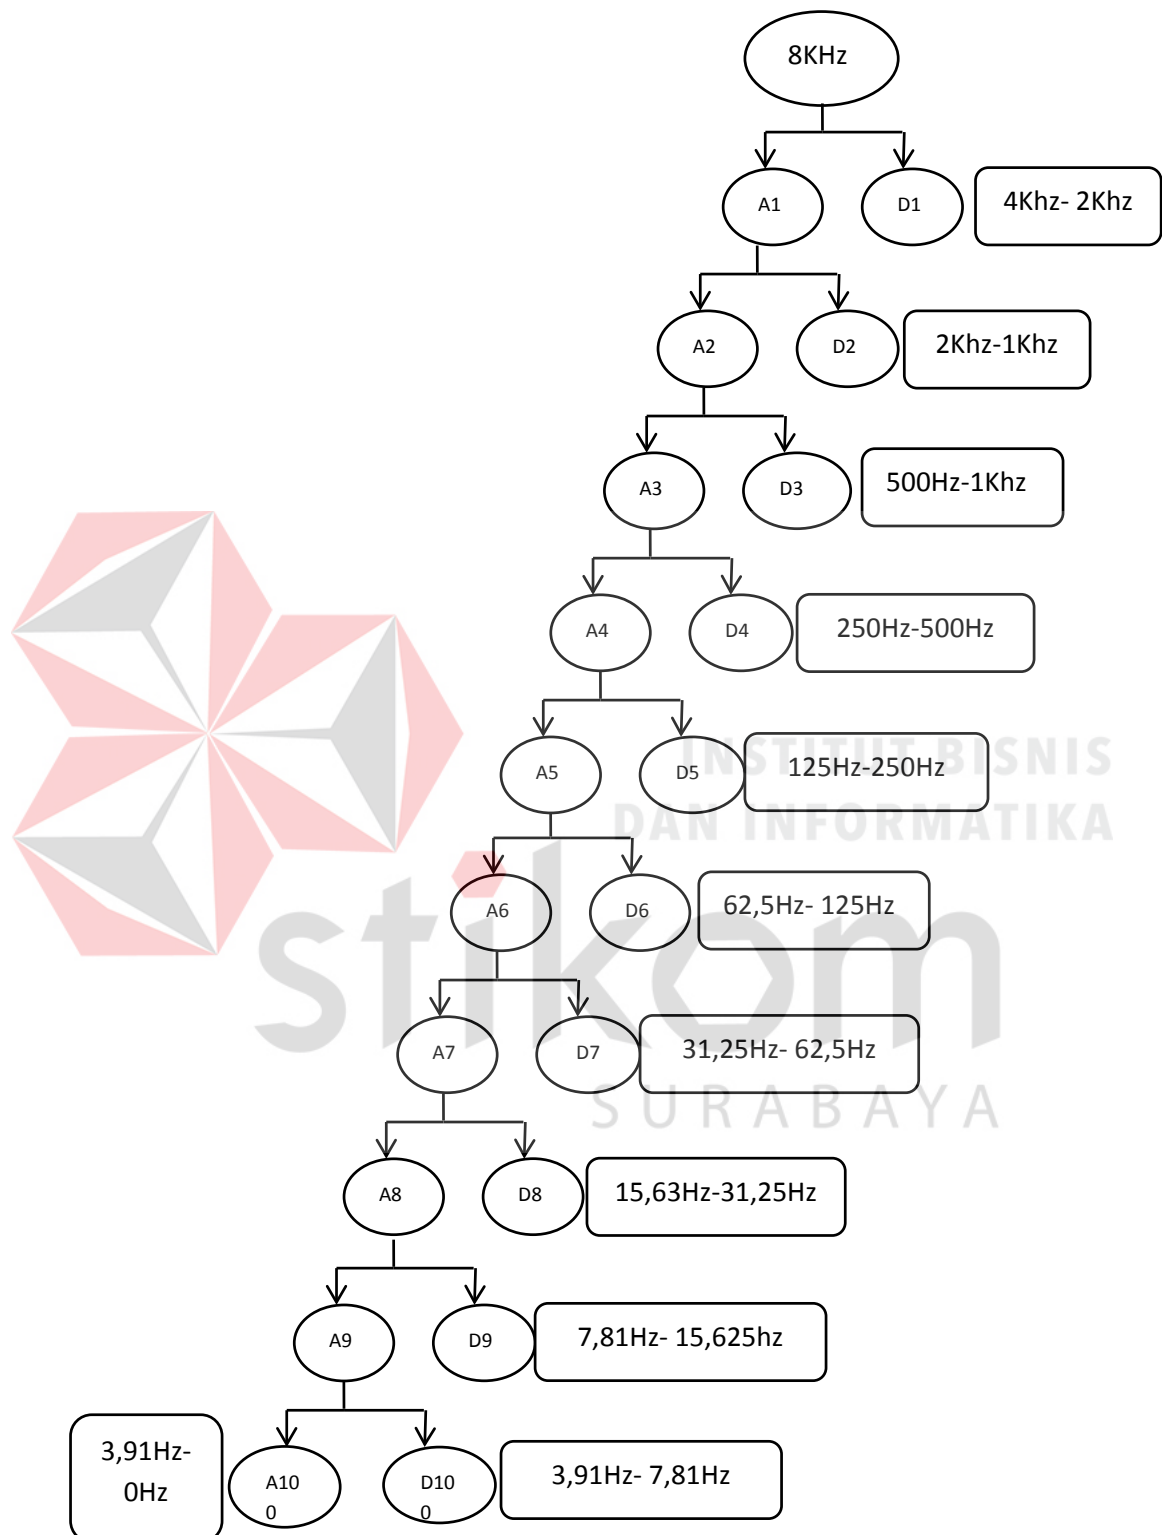 8KHz
A1
D1
4Khz- 2Khz
A2
D2
2Khz-1Khz
A3
D3
500Hz-1Khz
A4
D4
250Hz-500Hz
A5
D5
125Hz-250Hz
INSTITUT BISNIS
DAN INFORMATIKA
A6
D6
62,5Hz- 125Hz
stikom
A7
D7
31,25Hz- 62,5Hz
SURABAYA
A8
D8
15,63Hz-31,25Hz
A9
D9
7,81Hz- 15,625hz
3,91Hz-
0Hz
A10
0
D10
0
3,91Hz- 7,81Hz